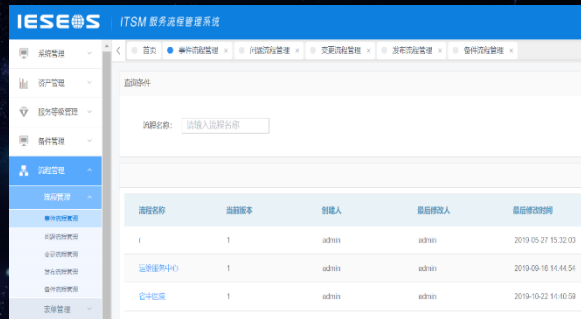 IESEOS ITSM 服务流程管理系统
系统管理
首页 事件流程管理 × 问题流程管理 × 变更流程管理 × 发布流程管理 × 备件流程管理 ×
资产管理
查询条件
服务等级管理
流程名称: 请输入流程名称
备件管理
流程管理
流程管理
事件流程管理
问题流程管理
变更流程管理
发布流程管理
备件流程管理
表单管理
流程名称 当前版本 创建人 最后修改人 最后修改时间
1 admin admin 2019-05-27 15:32:03
运维服务中心 1 admin admin 2019-09-18 14:44:54
1 admin admin 2019-10-22 14:40:59